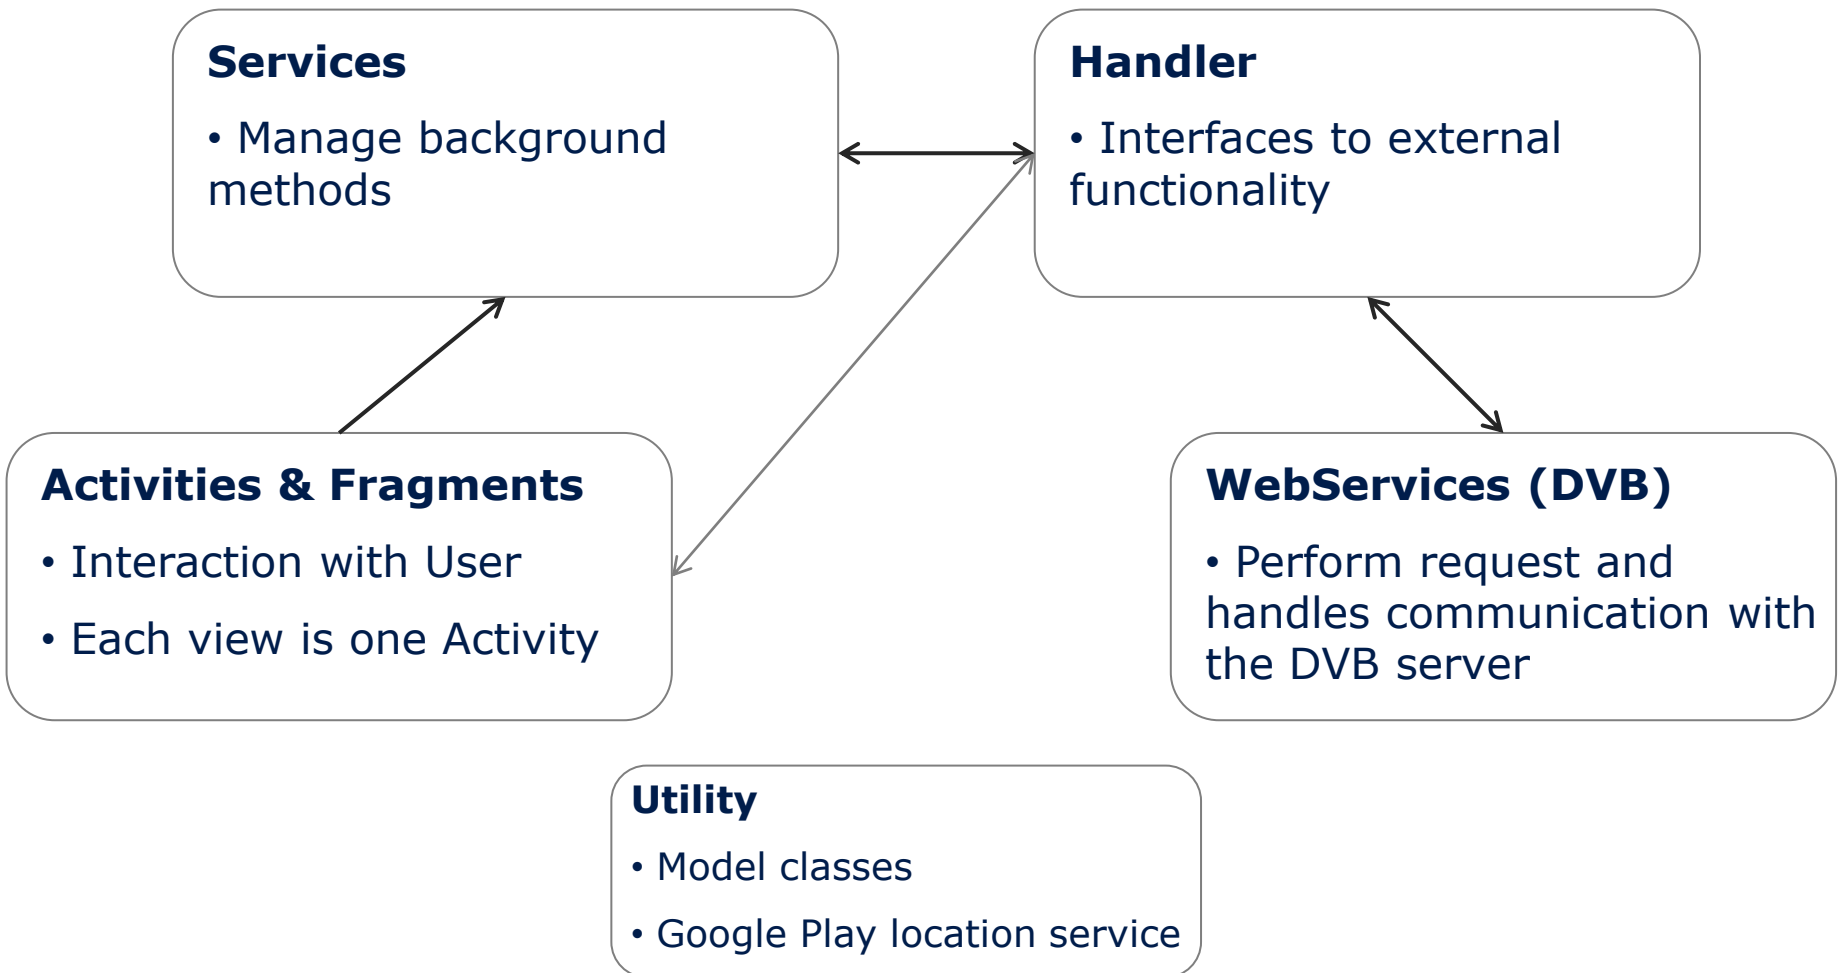 Services
• Manage background
methods
Handler
• Interfaces to external
functionality
Activities & Fragments
• Interaction with User
• Each view is one Activity
WebServices (DVB)
• Perform request and
handles communication with
the DVB server
Utility
• Model classes
• Google Play location service